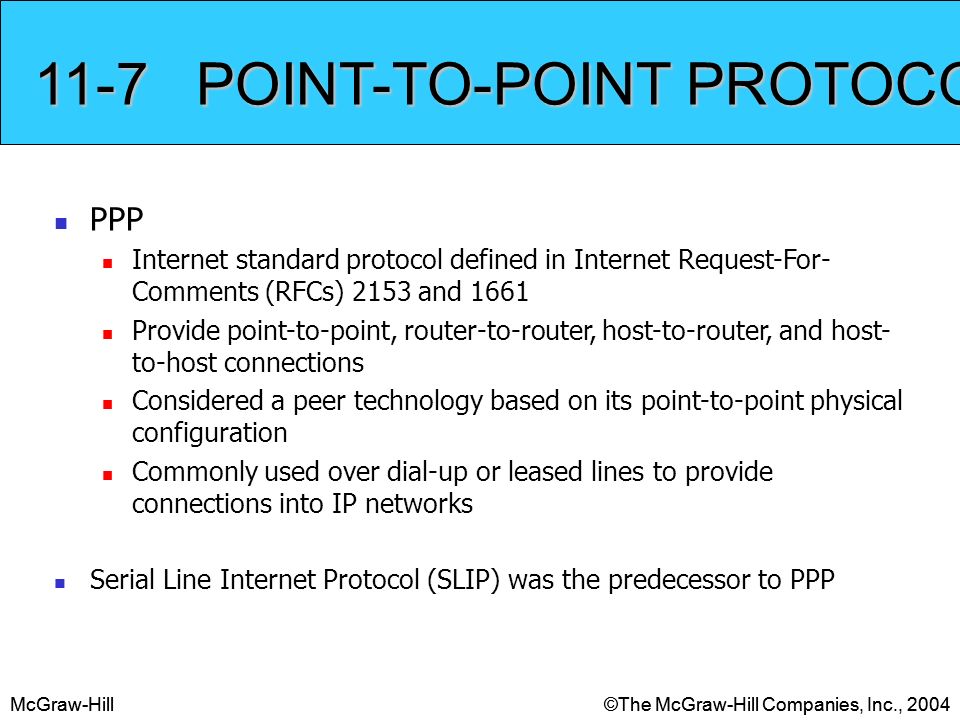 11-7 POINT-TO-POINT PROTOCO
PPP
Internet standard protocol defined in Internet Request-For-
Comments (RFCs) 2153 and 1661
Provide point-to-point, router-to-router, host-to-router, and host-
to-host connections
Considered a peer technology based on its point-to-point physical
configuration
Commonly used over dial-up or leased lines to provide
connections into IP networks
Serial Line Internet Protocol (SLIP) was the predecessor to PPP
McGraw-Hill ©The McGraw-Hill Companies, Inc., 2004